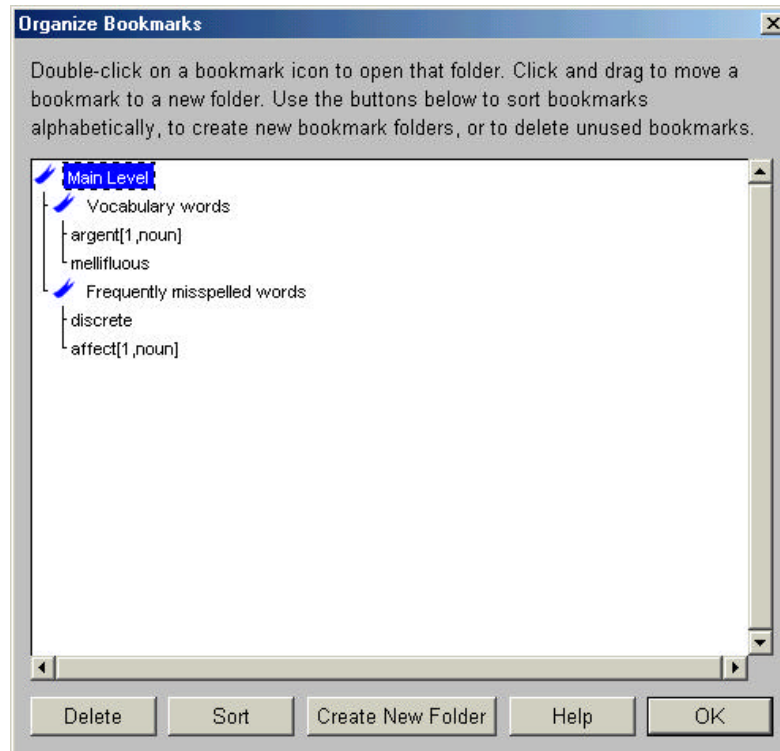 Organize Bookmarks
Double-click on a bookmark icon to open that folder. Click and drag to move a
bookmark to a new folder. Use the buttons below to sort bookmarks
alphabetically, to create new bookmark folders, or to delete unused bookmarks.
Main Level
Vocabulary words
argent[1,noun]
mellifluous
Frequently misspelled words
discrete
affect[1,noun]
Delete Sort Create New Folder Help OK